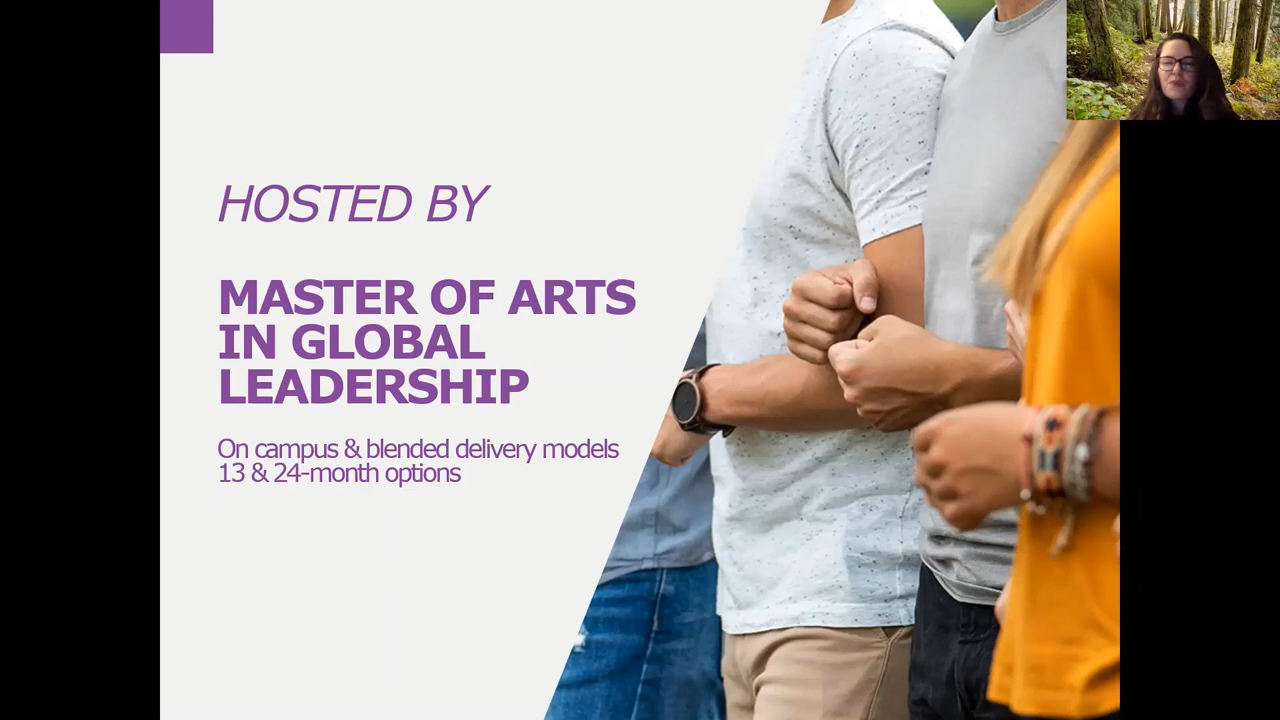 HOSTED BY
MASTER OF ARTS
IN GLOBAL
LEADERSHIP
On campus & blended delivery models
13 & 24-month options